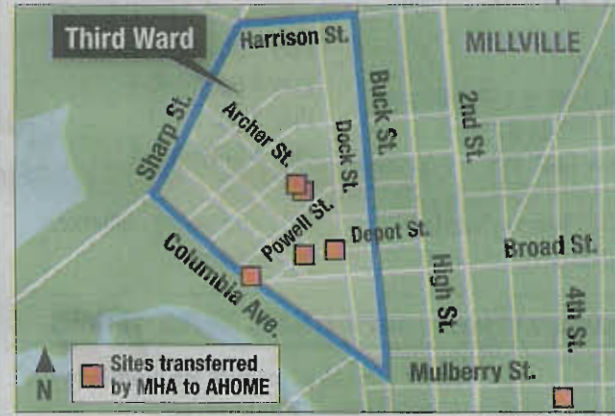 Third Ward
Harrison St.
MILLVILLE
Sharp St.
Archer St.
Dock St.
Buck St.
2nd St.
Powell St.
Depot St.
Broad St.
Columbia Ave.
High St.
4th St.
Mulberry St.
N
Sites transferred
by MHA to AHOME